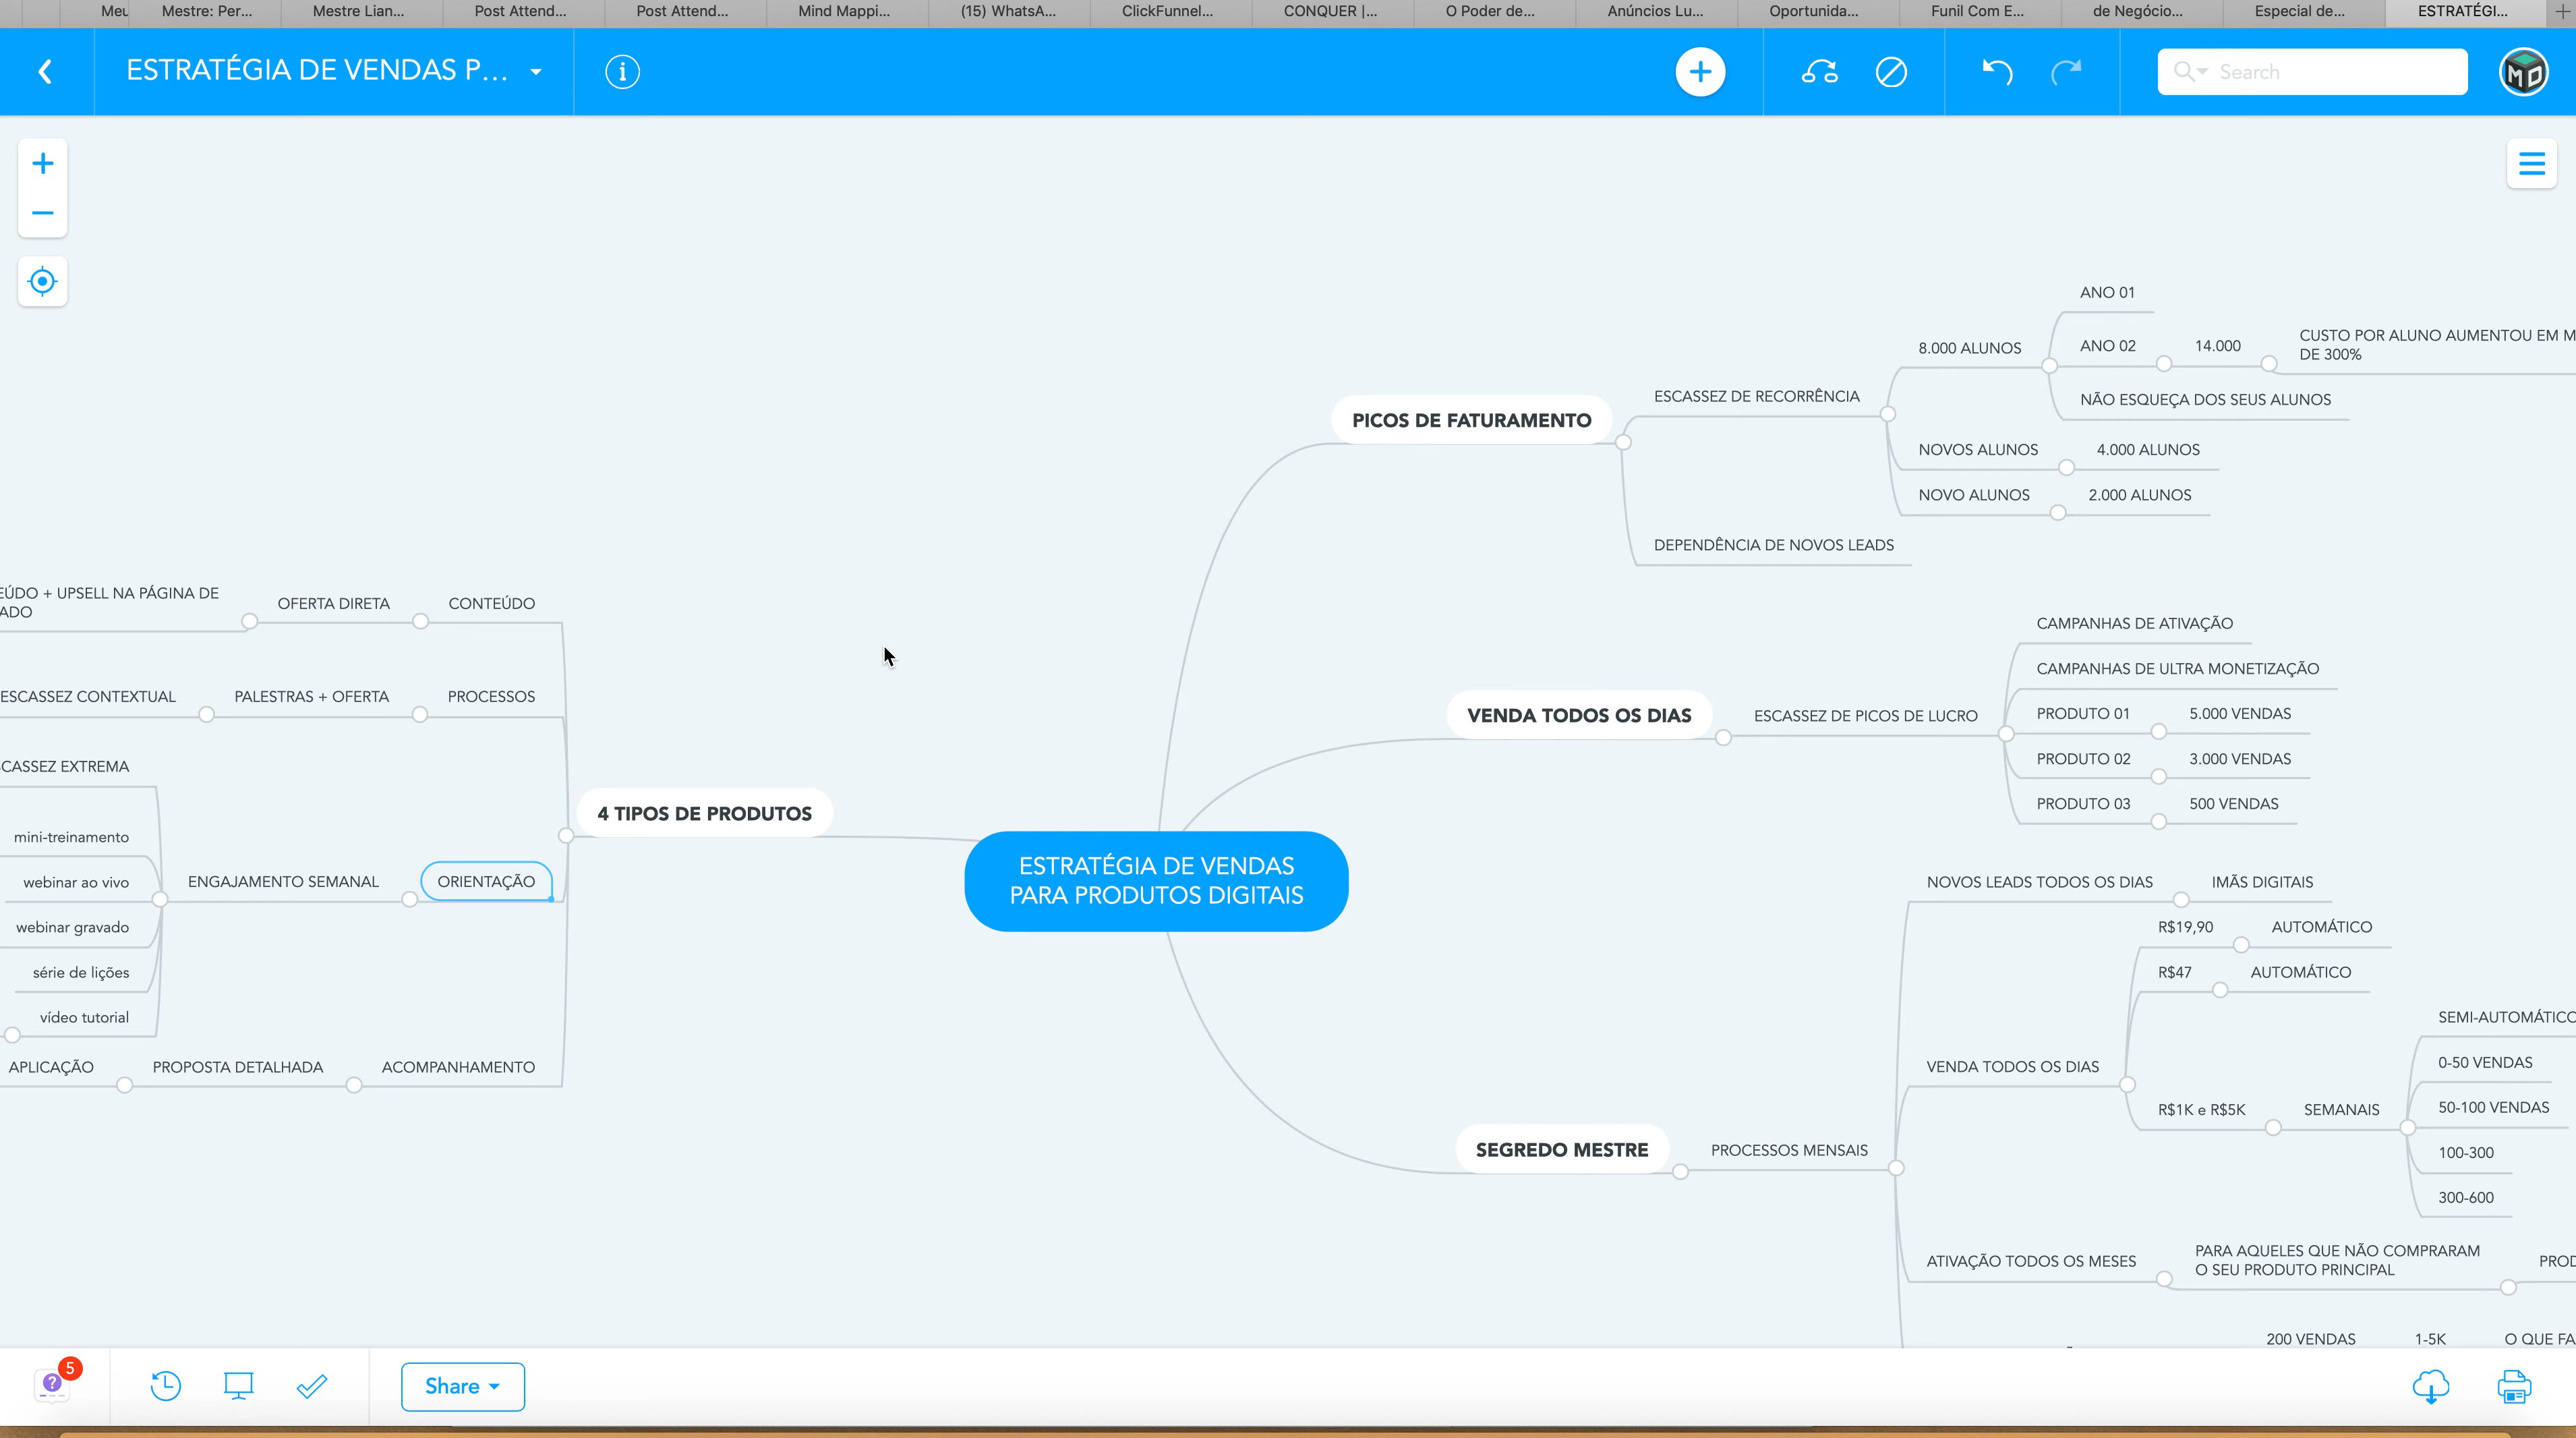 Meu
Mestre: Per...
Mestre Lian...
Post Attend...
Post Attend...
Mind Mappi...
(15) WhatsA...
ClickFunnel...
CONQUER |...
O Poder de...
Anúncios Lu...
Oportunida...
Funil Com E...
de Negócio...
Especial de...
ESTRATÉGI...
ESTRATÉGIA DE VENDAS P...
Search
MD
ANO 01
8.000 ALUNOS
ANO 02
14.000
CUSTO POR ALUNO AUMENTOU EM M
DE 300%
NÃO ESQUEÇA DOS SEUS ALUNOS
ESCASSEZ DE RECORRÊNCIA
PICOS DE FATURAMENTO
NOVOS ALUNOS
4.000 ALUNOS
NOVO ALUNOS
2.000 ALUNOS
DEPENDÊNCIA DE NOVOS LEADS
EÚDO + UPSELL NA PÁGINA DE
ADO
OFERTA DIRETA
CONTEÚDO
ESCASSEZ CONTEXTUAL
PALESTRAS + OFERTA
PROCESSOS
CASSEZ EXTREMA
mini-treinamento
webinar ao vivo
webinar gravado
série de lições
vídeo tutorial
ENGAJAMENTO SEMANAL
ORIENTAÇÃO
APLICAÇÃO
PROPOSTA DETALHADA
ACOMPANHAMENTO
4 TIPOS DE PRODUTOS
ESTRATÉGIA DE VENDAS
PARA PRODUTOS DIGITAIS
VENDA TODOS OS DIAS
ESCASSEZ DE PICOS DE LUCRO
CAMPANHAS DE ATIVAÇÃO
CAMPANHAS DE ULTRA MONETIZAÇÃO
PRODUTO 01
5.000 VENDAS
PRODUTO 02
3.000 VENDAS
PRODUTO 03
500 VENDAS
SEGREDO MESTRE
PROCESSOS MENSAIS
NOVOS LEADS TODOS OS DIAS
IMÃS DIGITAIS
R$19,90
AUTOMÁTICO
R$47
AUTOMÁTICO
VENDA TODOS OS DIAS
R$1K e R$5K
SEMANAIS
SEMI-AUTOMÁTICO
0-50 VENDAS
50-100 VENDAS
100-300
300-600
ATIVAÇÃO TODOS OS MESES
PARA AQUELES QUE NÃO COMPRARAM
O SEU PRODUTO PRINCIPAL
PROD
200 VENDAS
1-5K
O QUE FA
5
?
Share